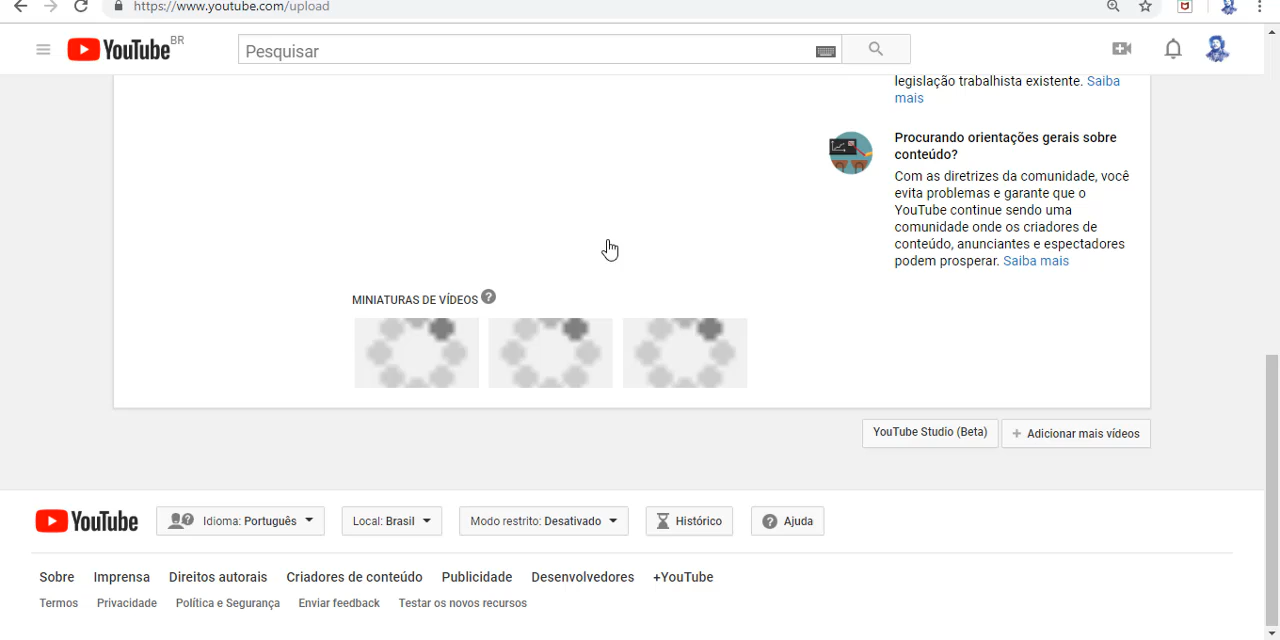 https://www.youtube.com/upload
YouTube BR
Pesquisar
legislação trabalhista existente. Saiba
mais
Procurando orientações gerais sobre
conteúdo?
Com as diretrizes da comunidade, você
evita problemas e garante que o
YouTube continue sendo uma
comunidade onde os criadores de
conteúdo, anunciantes e espectadores
podem prosperar. Saiba mais
MINIATURAS DE VÍDEOS ?
YouTube Studio (Beta)
+ Adicionar mais vídeos
YouTube
Idioma: Português
Local: Brasil
Modo restrito: Desativado
Histórico
? Ajuda
Sobre Imprensa Direitos autorais Criadores de conteúdo Publicidade Desenvolvedores +YouTube
Termos Privacidade Política e Segurança Enviar feedback Testar os novos recursos